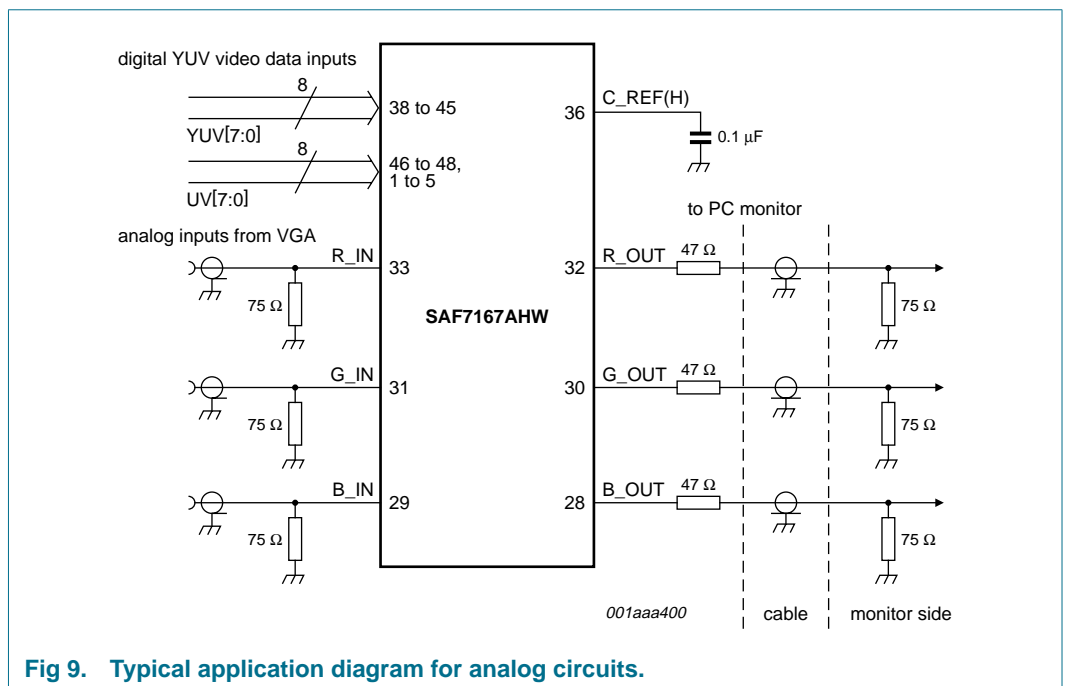 digital YUV video data inputs
8
YUV[7:0]
38 to 45
8
UV[7:0]
46 to 48,
1 to 5
36
C_REF(H)
0.1 µF
to PC monitor
analog inputs from VGA
R_IN
33
75 Ω
SAF7167AHW
32
R_OUT
47 Ω
75 Ω
G_IN
31
75 Ω
30
G_OUT
47 Ω
75 Ω
B_IN
29
75 Ω
28
B_OUT
47 Ω
75 Ω
001aaa400
cable
monitor side
Fig 9. Typical application diagram for analog circuits.